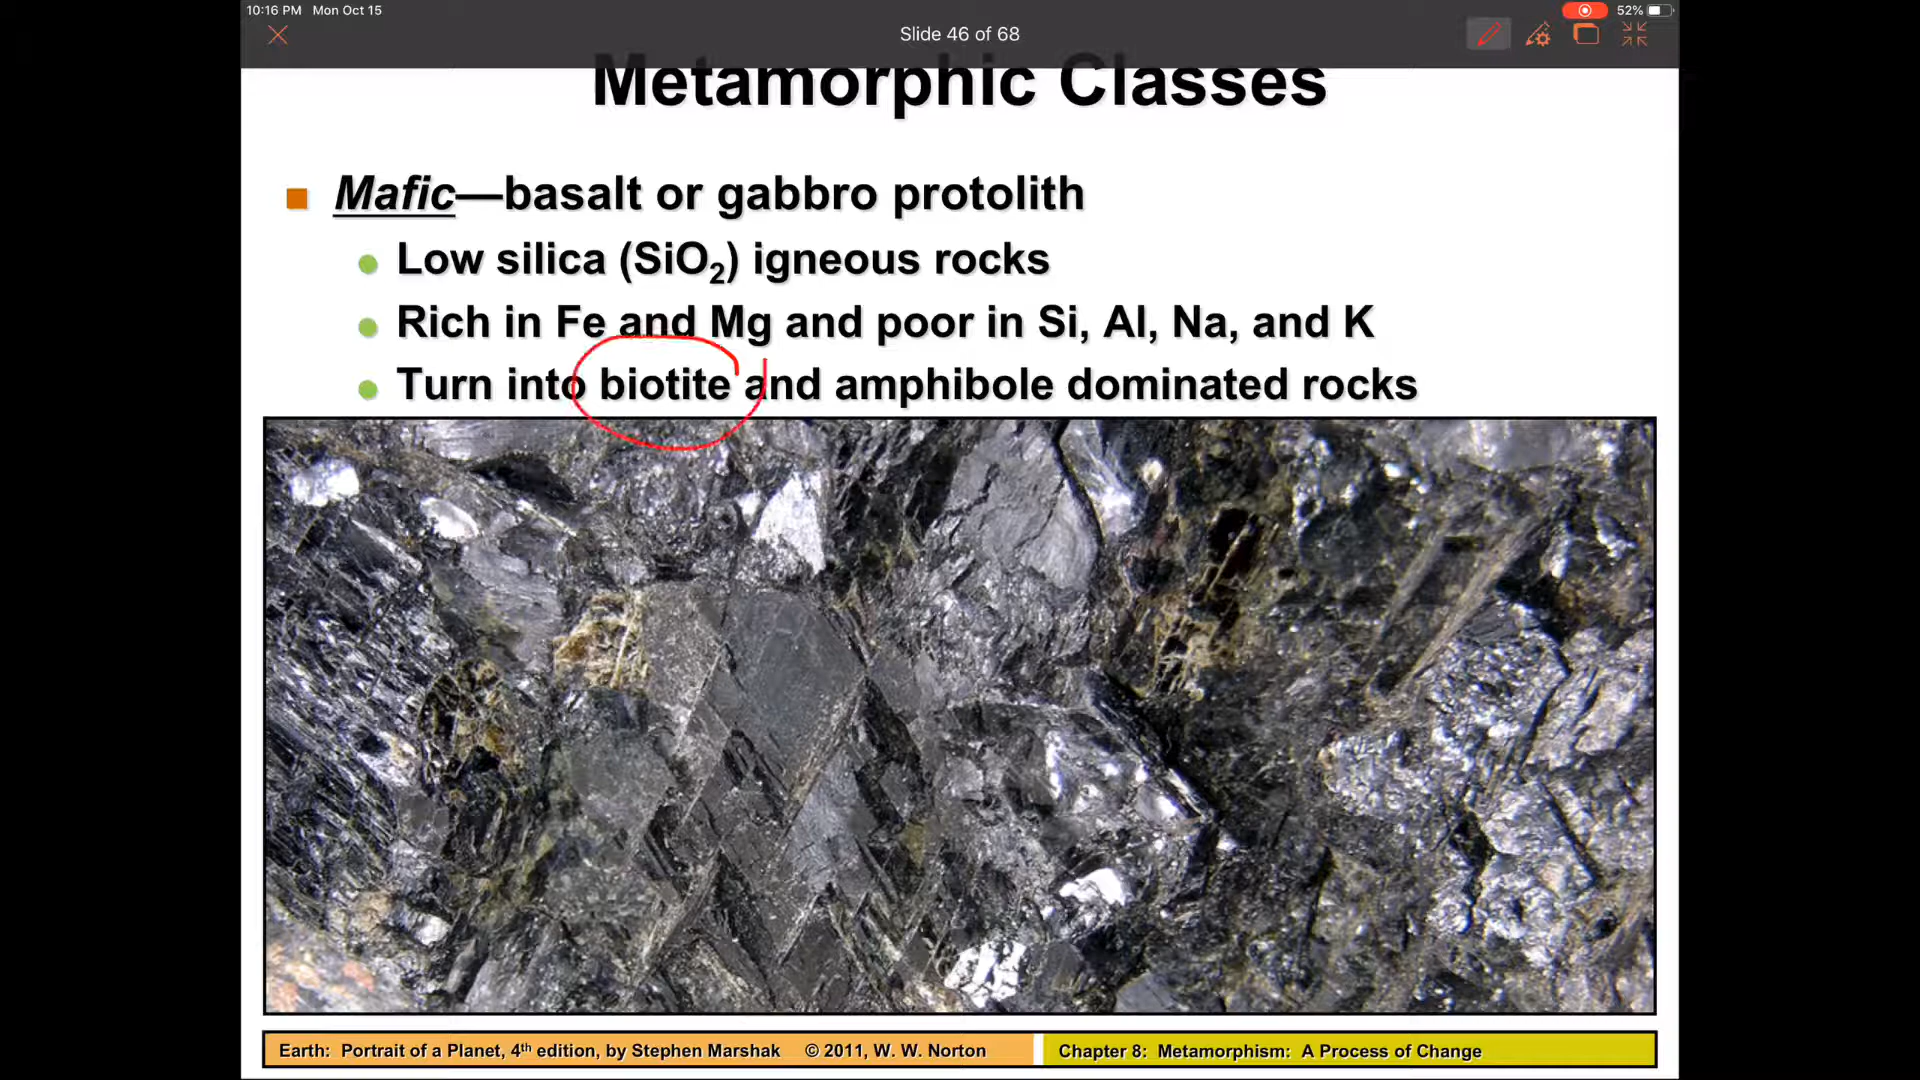 10:16 PM Mon Oct 15
52%
Slide 46 of 68
Metamorphic Classes
Mafic—basalt or gabbro protolith
Low silica (SiO₂) igneous rocks
Rich in Fe and Mg and poor in Si, Al, Na, and K
Turn into biotite and amphibole dominated rocks
Earth: Portrait of a Planet, 4th edition, by Stephen Marshak © 2011, W. W. Norton
Chapter 8: Metamorphism: A Process of Change